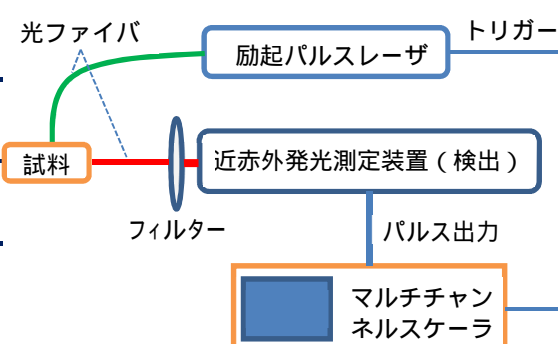 光ファイバ
トリガー
励起パルスレーザ
試料
近赤外発光測定装置(検出)
フィルター
パルス出力
マルチチャン
ネルスケーラ